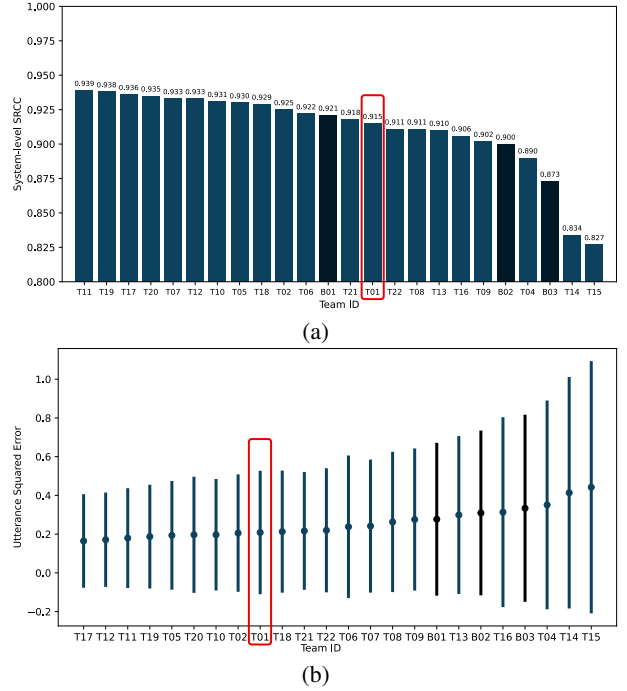 1.000
0.975
0.950
0.925
0.900
0.875
0.850
0.825
0.800
System-level SRCC
0.939 0.938 0.936 0.935 0.933 0.933 0.931 0.930 0.929 0.925 0.922 0.921 0.918 0.915 0.911 0.911 0.910 0.906 0.902 0.900 0.890 0.873 0.834 0.827
T11 T19 T17 T20 T07 T12 T10 T05 T18 T02 T06 B01 T21 T01 T22 T08 T13 T16 T09 B02 T04 B03 T14 T15
Team ID
(a)
1.0
0.8
0.6
0.4
0.2
0.0
−0.2
Utterance Squared Error
T17 T12 T11 T19 T05 T20 T10 T02 T01 T18 T21 T22 T06 T07 T08 T09 B01 T13 B02 T16 B03 T04 T14 T15
Team ID
(b)